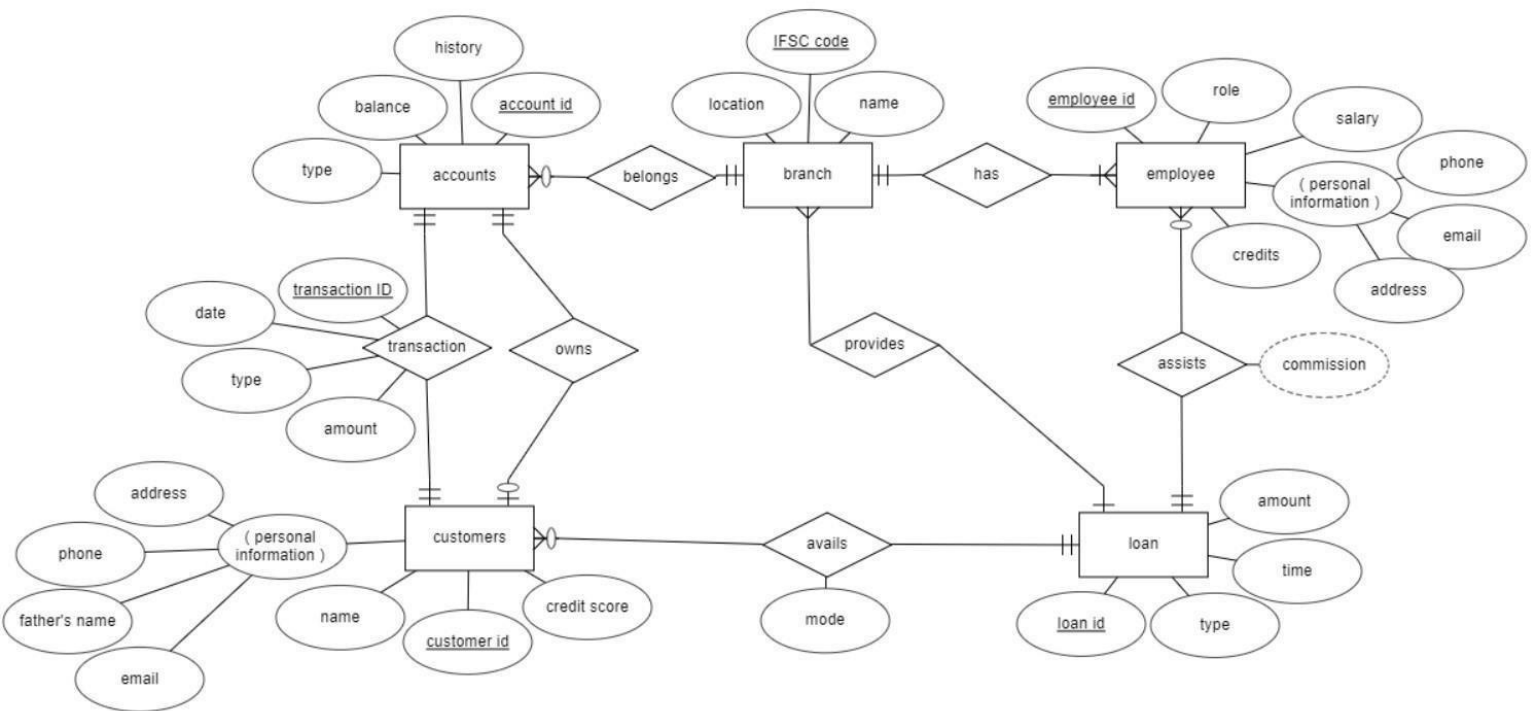 history
IFSC code
balance
account id
location
name
employee id
role
salary
type
phone
accounts
belongs
branch
has
employee
( personal
information )
email
credits
address
transaction ID
date
transaction
owns
provides
assists
commission
type
amount
address
amount
( personal
information )
customers
avails
loan
phone
time
father's name
name
customer id
credit score
mode
loan id
type
email